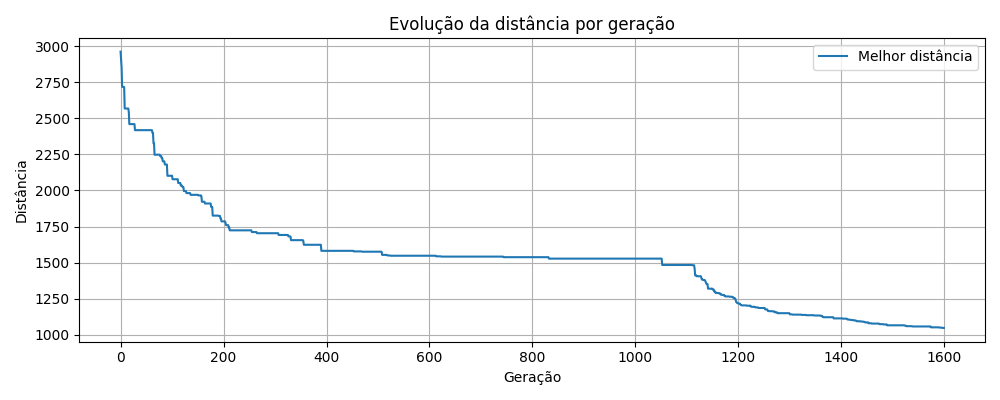 Evolução da distância por geração
Melhor distância
Distância
3000
2750
2500
2250
2000
1750
1500
1250
1000
0 200 400 600 800 1000 1200 1400 1600
Geração